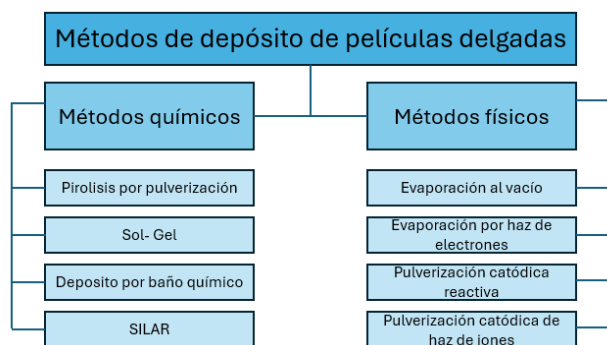 Métodos de depósito de películas delgadas
Métodos químicos
Métodos físicos
Pirolisis por pulverización
Evaporación al vacío
Sol- Gel
Evaporación por haz de
electrones
Deposito por baño químico
Pulverización catódica
reactiva
SILAR
Pulverización catódica de
haz de iones